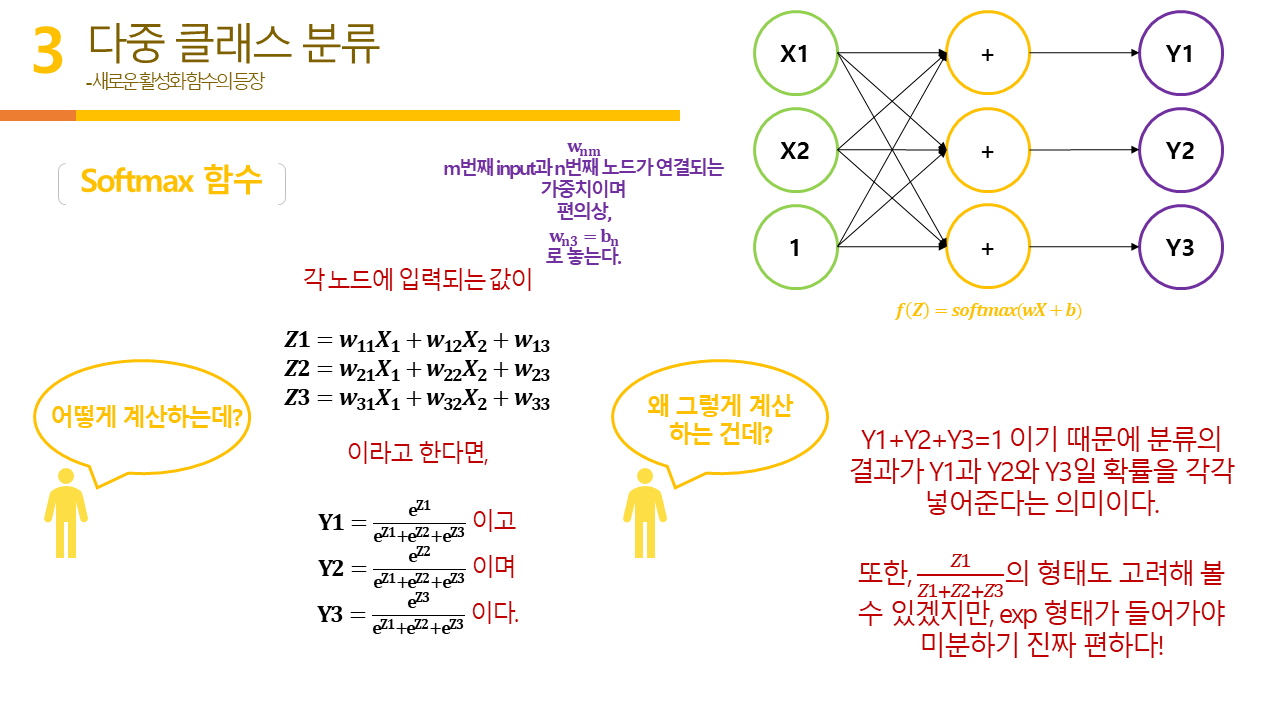 3 다중 클래스 분류
-새로운 활성화 함수의 등장
Softmax 함수
w_{nm}
m번째 input과 n번째 노드가 연결되는
가중치이며
편의상,
w_{n3} = b_n
로 놓는다.
X1
+
Y1
X2
+
Y2
1
+
Y3
f(Z) = softmax(wX + b)
어떻게 계산하는데?
각 노드에 입력되는 값이
Z1 = w_{11}X_1 + w_{12}X_2 + w_{13}
Z2 = w_{21}X_1 + w_{22}X_2 + w_{23}
Z3 = w_{31}X_1 + w_{32}X_2 + w_{33}
이라고 한다면,
Y1 = \frac{e^{Z1}}{e^{Z1}+e^{Z2}+e^{Z3}} 이고
Y2 = \frac{e^{Z2}}{e^{Z1}+e^{Z2}+e^{Z3}} 이며
Y3 = \frac{e^{Z3}}{e^{Z1}+e^{Z2}+e^{Z3}} 이다.
왜 그렇게 계산
하는 건데?
Y1+Y2+Y3=1 이기 때문에 분류의
결과가 Y1과 Y2와 Y3일 확률을 각각
넣어준다는 의미이다.
또한, \frac{Z1}{Z1+Z2+Z3}의 형태도 고려해 볼
수 있겠지만, exp 형태가 들어가야
미분하기 진짜 편하다!